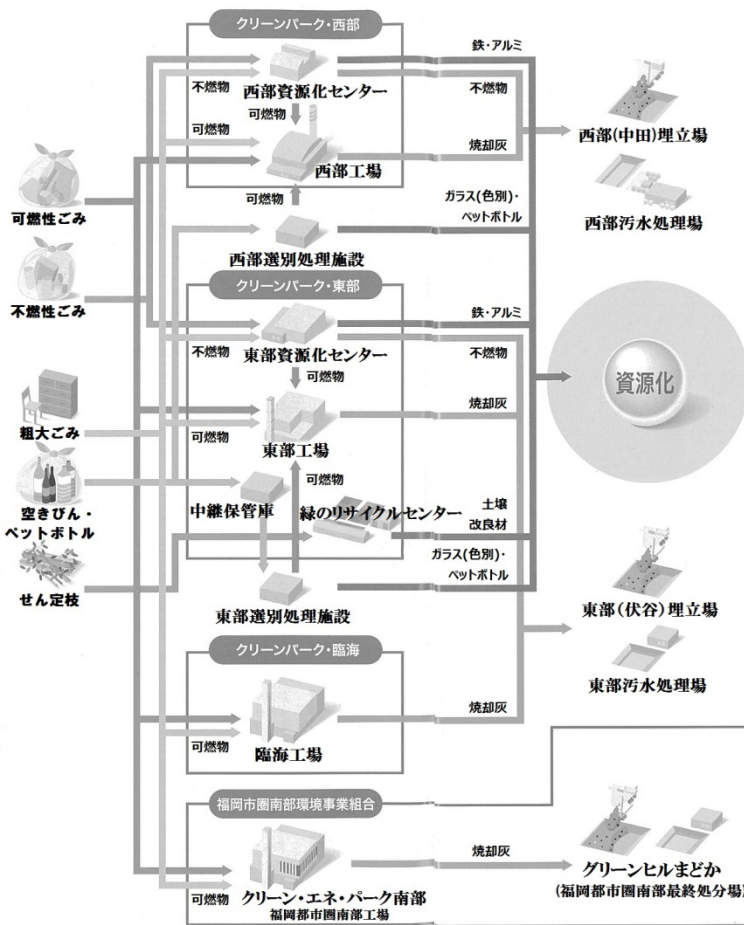 クリーンパーク・西部
鉄・アルミ
不燃物
西部資源化センター
不燃物
可燃物
可燃物
焼却灰
西部(中田)埋立場
西部工場
可燃物
可燃性ごみ
ガラス(色別)・
ペットボトル
西部汚水処理場
西部選別処理施設
不燃性ごみ
クリーンパーク・東部
鉄・アルミ
不燃物
東部資源化センター
不燃物
可燃物
資源化
粗大ごみ
焼却灰
可燃物
東部工場
可燃物
空きびん・
ペットボトル
中継保管庫
緑のリサイクルセンター
土壌
改良材
ガラス(色別)・
ペットボトル
せん定枝
東部選別処理施設
東部(伏谷)埋立場
クリーンパーク・臨海
東部汚水処理場
焼却灰
可燃物
臨海工場
福岡市圏南部環境事業組合
焼却灰
グリーンヒルまどか
(福岡都市圏南部最終処分場)
可燃物
クリーン・エネ・パーク南部
福岡都市圏南部工場